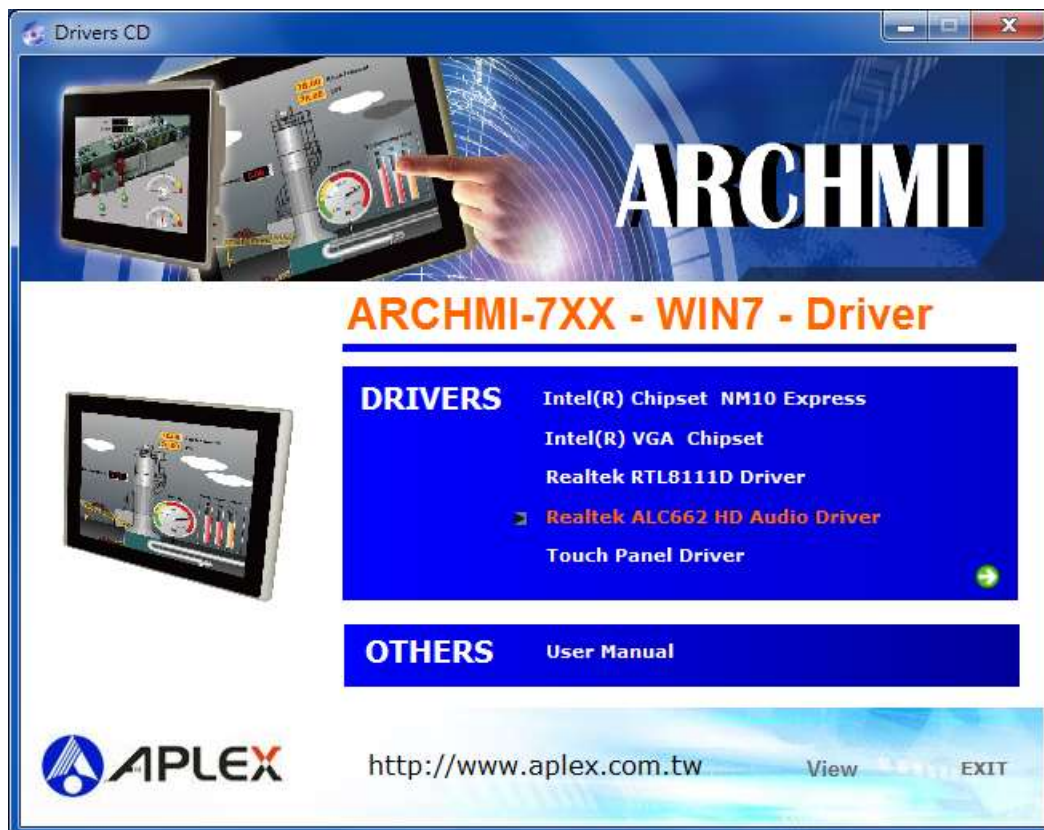 Drivers CD
ARCHMI
ARCHMI-7XX - WIN7 - Driver
DRIVERS
Intel(R) Chipset NM10 Express
Intel(R) VGA Chipset
Realtek RTL8111D Driver
Realtek ALC662 HD Audio Driver
Touch Panel Driver
OTHERS
User Manual
APLEX
http://www.aplex.com.tw
View
EXIT